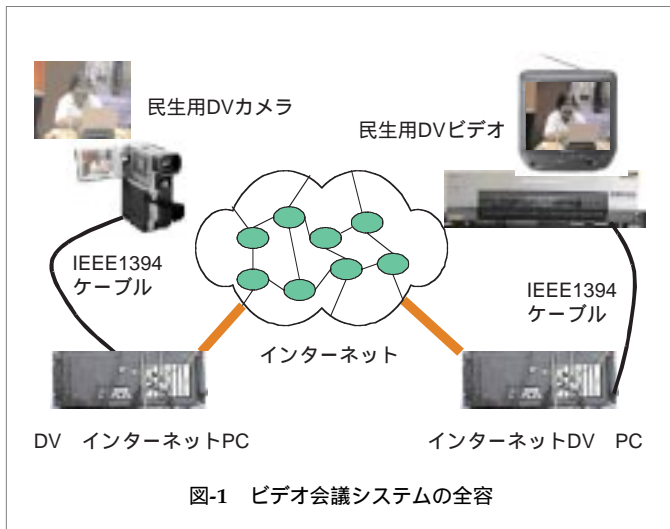 民生用DVカメラ
民生用DVビデオ
IEEE1394
ケーブル
IEEE1394
ケーブル
インターネット
DV　インターネットPC
インターネットDV　PC
図-1　ビデオ会議システムの全容